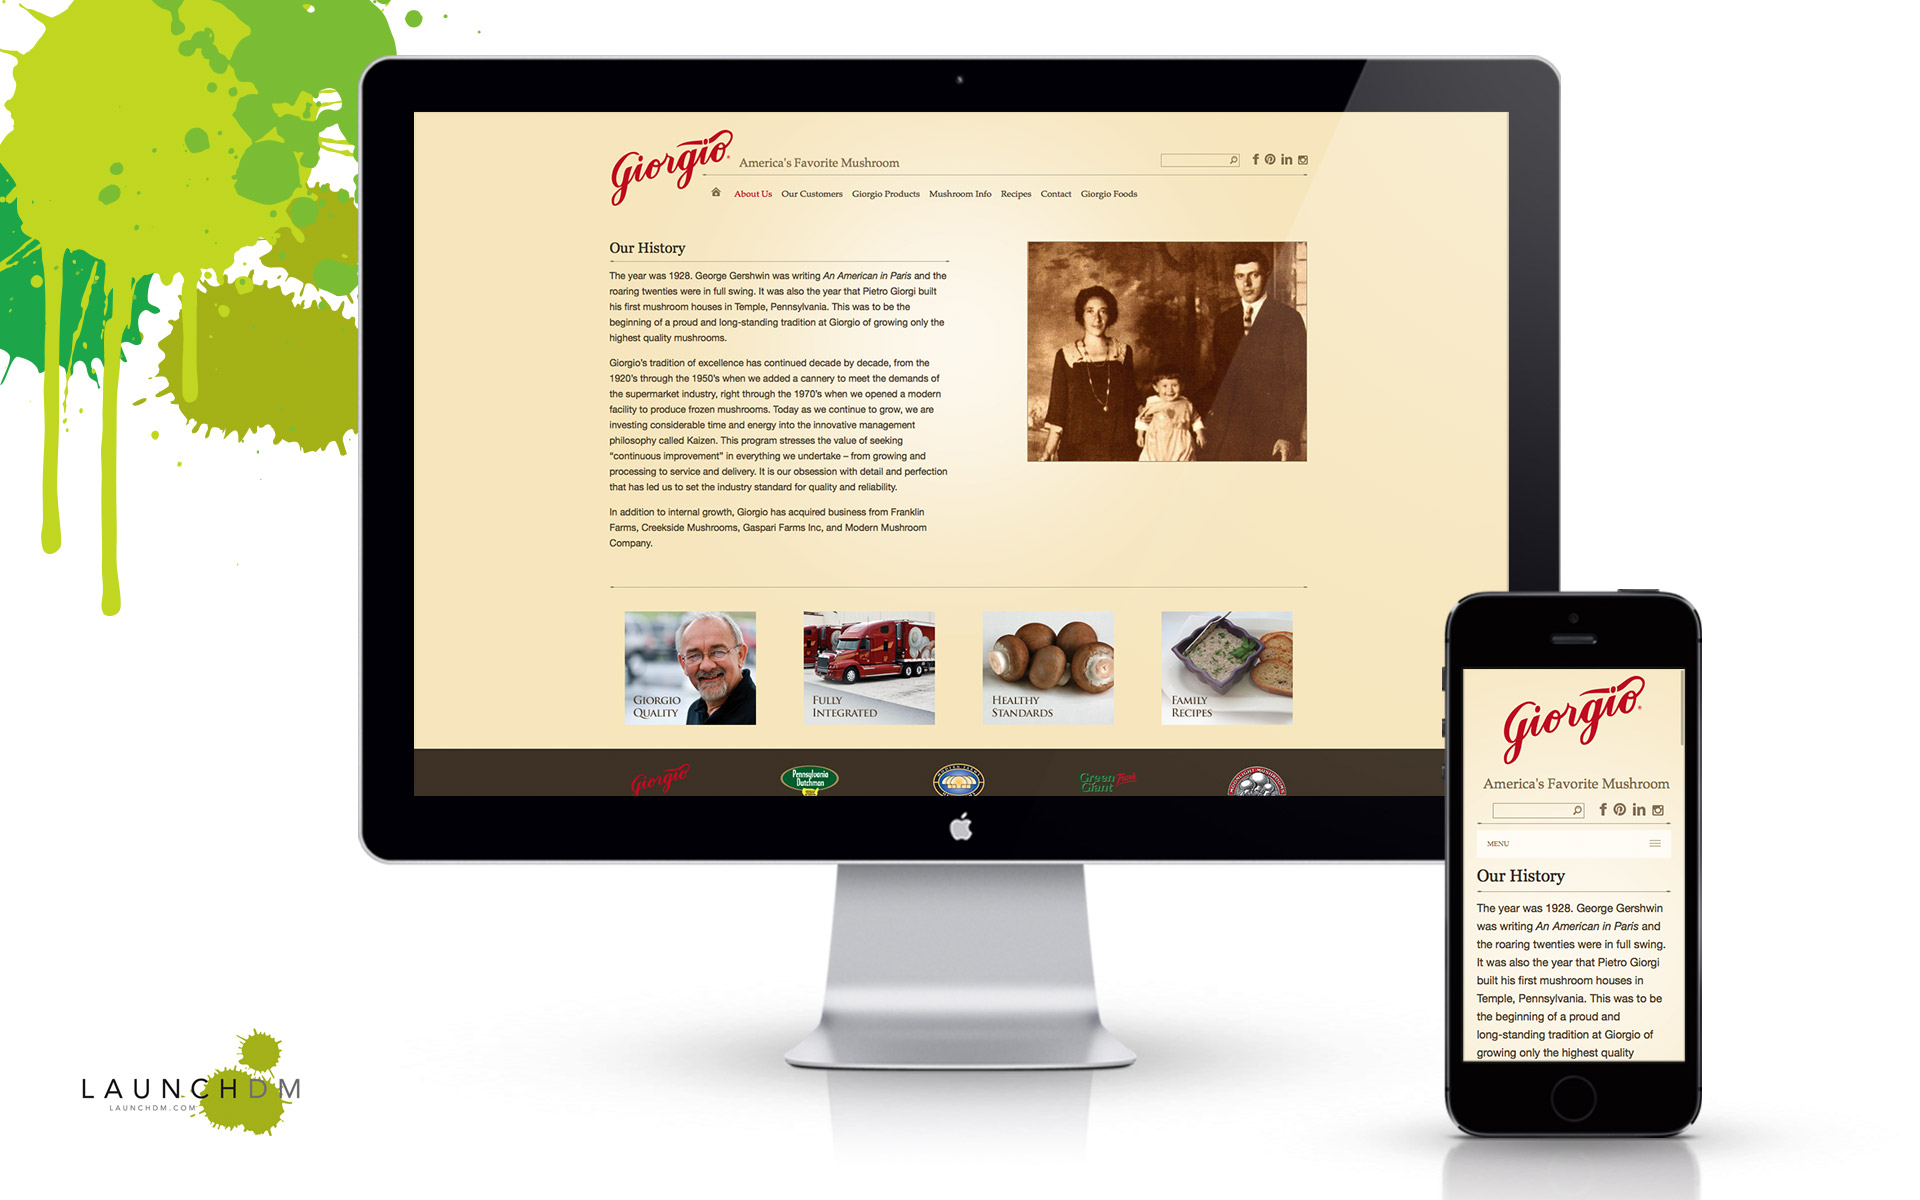 Giorgio®
America's Favorite Mushroom
About Us Our Customers Giorgio Products Mushroom Info Recipes Contact Giorgio Foods
Our History
The year was 1928. George Gershwin was writing An American in Paris and the
roaring twenties were in full swing. It was also the year that Pietro Giorgi built
his first mushroom houses in Temple, Pennsylvania. This was to be the
beginning of a proud and long-standing tradition at Giorgio of growing only the
highest quality mushrooms.
Giorgio’s tradition of excellence has continued decade by decade, from the
1920’s through the 1950’s when we added a cannery to meet the demands of
the supermarket industry, right through the 1970’s when we opened a modern
facility to produce frozen mushrooms. Today as we continue to grow, we are
investing considerable time and energy into the innovative management
philosophy called Kaizen. This program stresses the value of seeking
“continuous improvement” in everything we undertake – from growing and
processing to service and delivery. It is our obsession with detail and perfection
that has led us to set the industry standard for quality and reliability.
In addition to internal growth, Giorgio has acquired business from Franklin
Farms, Creekside Mushrooms, Gaspari Farms Inc, and Modern Mushroom
Company.
GIORGIO
QUALITY
FULLY
INTEGRATED
HEALTHY
STANDARDS
FAMILY
RECIPES
Giorgio
Pennsylvania
Dutchman
MODERN FARMS
Green
Giant Fresh
MOONLIGHT MUSHROOMS
Giorgio®
America's Favorite Mushroom
MENU
Our History
The year was 1928. George Gershwin
was writing An American in Paris and
the roaring twenties were in full swing.
It was also the year that Pietro Giorgi
built his first mushroom houses in
Temple, Pennsylvania. This was to be
the beginning of a proud and
long-standing tradition at Giorgio of
growing only the highest quality
LAUNCHDM
LAUNCHDM.COM